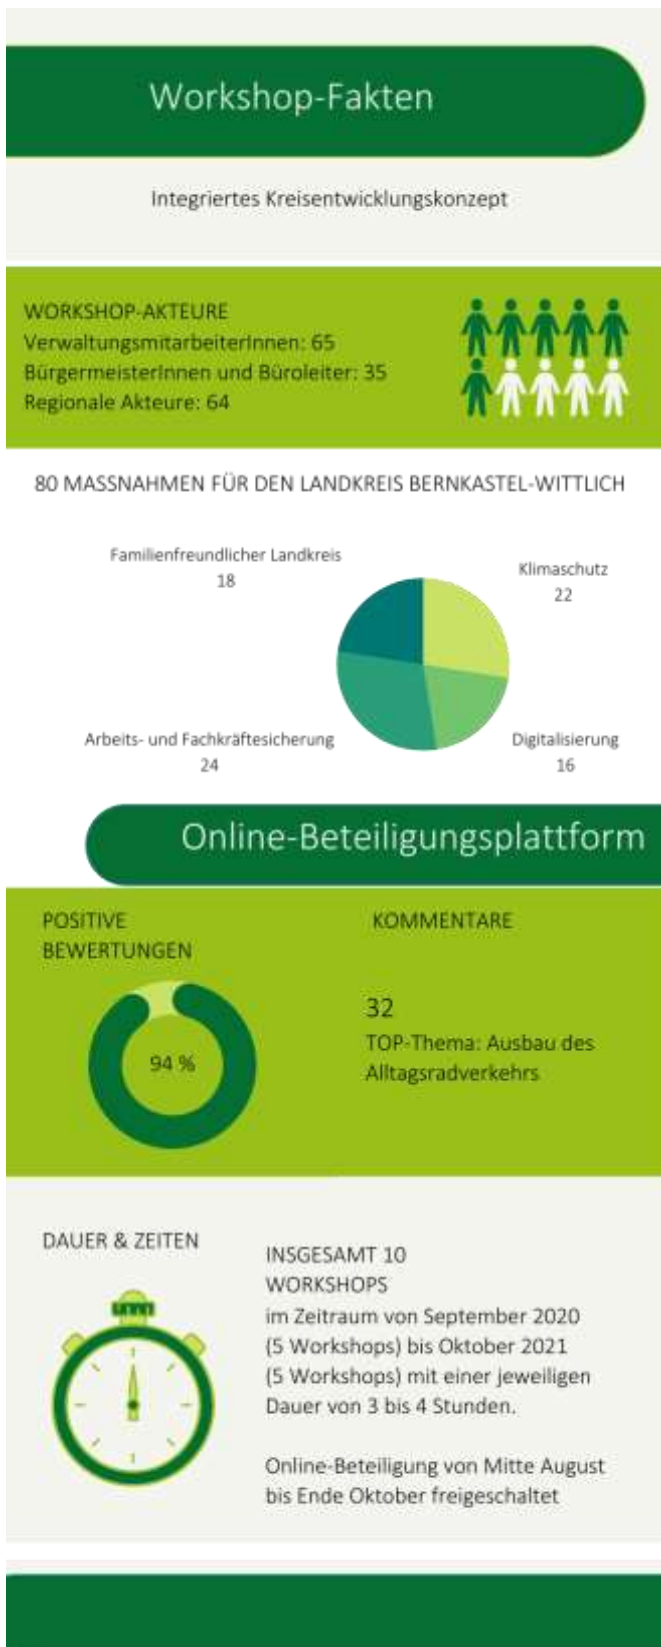 Workshop-Fakten
Integriertes Kreisentwicklungskonzept
WORKSHOP-AKTEURE
VerwaltungsmitarbeiterInnen: 65
BürgermeisterInnen und Büroleiter: 35
Regionale Akteure: 64
80 MASSNAHMEN FÜR DEN LANDKREIS BERNKASTEL-WITTLICH
Familienfreundlicher Landkreis
18
Klimaschutz
22
Arbeits- und Fachkräftesicherung
24
Digitalisierung
16
Online-Beteiligungsplattform
POSITIVE
BEWERTUNGEN
94 %
KOMMENTARE
32
TOP-Thema: Ausbau des
Alltagsradverkehrs
DAUER & ZEITEN
INSGESAMT 10
WORKSHOPS
im Zeitraum von September 2020
(5 Workshops) bis Oktober 2021
(5 Workshops) mit einer jeweiligen
Dauer von 3 bis 4 Stunden.
Online-Beteiligung von Mitte August
bis Ende Oktober freigeschaltet